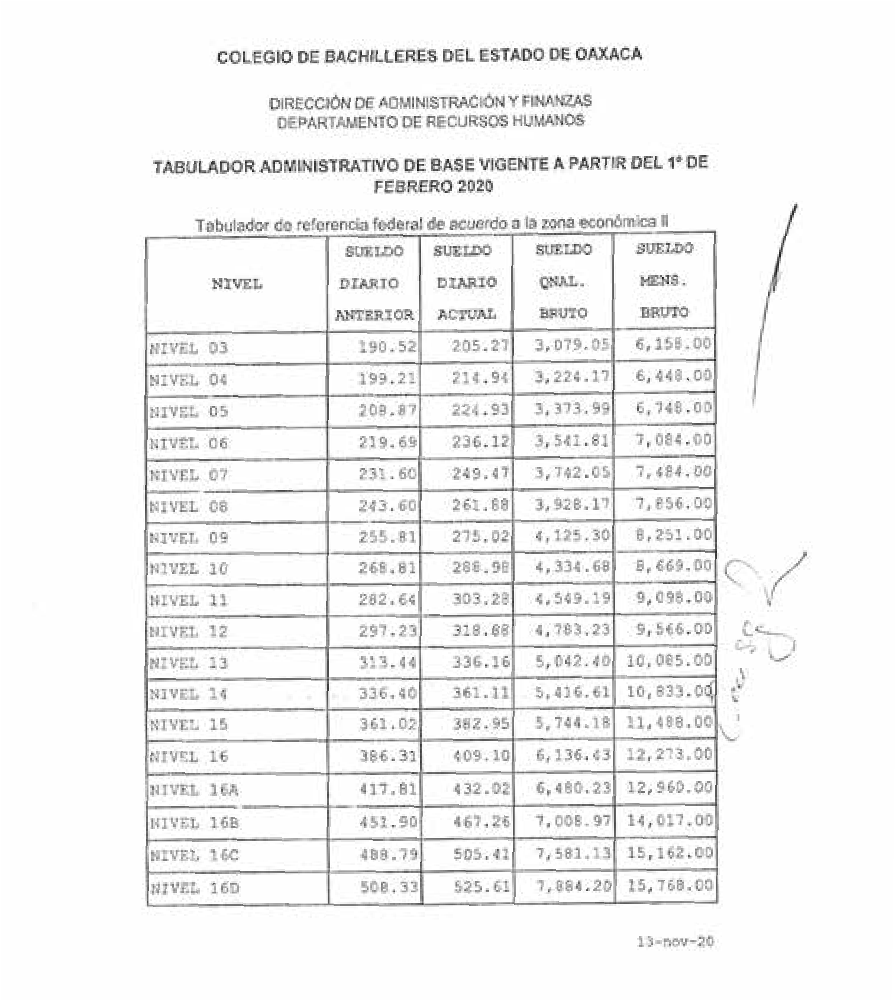 COLEGIO DE BACHILLERES DEL ESTADO DE OAXACA
DIRECCIÓN DE ADMINISTRACIÓN Y FINANZAS
DEPARTAMENTO DE RECURSOS HUMANOS
TABULADOR ADMINISTRATIVO DE BASE VIGENTE A PARTIR DEL 1º DE
FEBRERO 2020
Tabulador de referencia federal de acuerdo a la zona económica II
NIVEL SUELDO DIARIO ANTERIOR SUELDO DIARIO ACTUAL SUELDO QNAL. BRUTO SUELDO MENS. BRUTO
NIVEL 03 190.52 205.27 3,079.05 6,158.00
NIVEL 04 199.21 214.94 3,224.17 6,448.00
NIVEL 05 208.87 224.93 3,373.99 6,748.00
NIVEL 06 219.69 236.12 3,541.81 7,084.00
NIVEL 07 231.60 249.47 3,742.05 7,484.00
NIVEL 08 243.60 261.88 3,928.17 7,856.00
NIVEL 09 255.81 275.02 4,125.30 8,251.00
NIVEL 10 268.81 288.98 4,334.68 8,669.00
NIVEL 11 282.64 303.28 4,549.19 9,098.00
NIVEL 12 297.23 318.88 4,783.23 9,566.00
NIVEL 13 313.44 336.16 5,042.40 10,085.00
NIVEL 14 336.40 361.11 5,416.61 10,833.00
NIVEL 15 361.02 382.95 5,744.18 11,488.00
NIVEL 16 386.31 409.10 6,136.43 12,273.00
NIVEL 16A 417.81 432.02 6,480.23 12,960.00
NIVEL 16B 451.90 467.26 7,008.97 14,017.00
NIVEL 16C 488.79 505.41 7,581.13 15,162.00
NIVEL 16D 508.33 525.61 7,884.20 15,768.00
13-nov-20